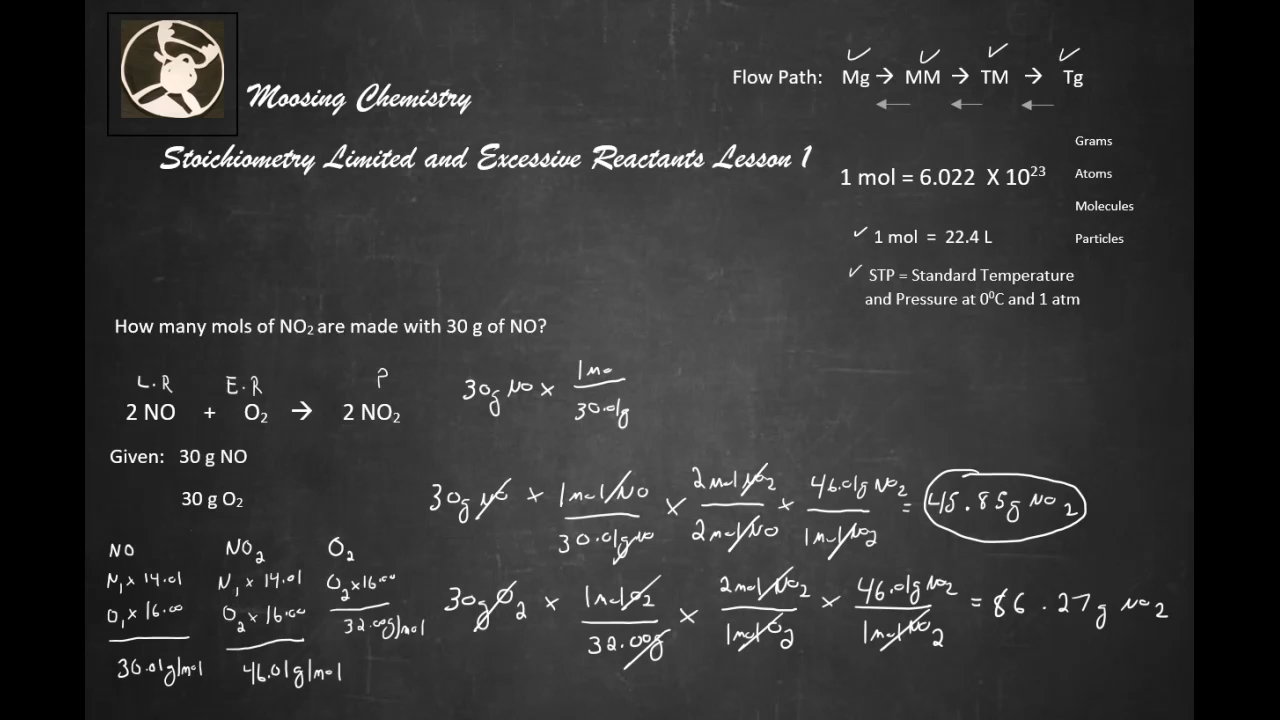 Moosing Chemistry
Stoichiometry Limited and Excessive Reactants Lesson 1
Flow Path: Mg → MM → TM → Tg
Grams
1 mol = 6.022 X 10²³
Atoms
Molecules
1 mol = 22.4 L
Particles
STP = Standard Temperature
and Pressure at 0⁰C and 1 atm
How many mols of NO₂ are made with 30 g of NO?
L.R E.R P
2 NO + O₂ → 2 NO₂
30g NO × 1mo / 30.01g
Given: 30 g NO
30 g O₂
30g NO × 1mol NO / 30.01g NO × 2mol NO₂ / 2mol NO × 46.01g NO₂ / 1mol NO₂ = 45.85g NO₂
NO NO₂ O₂
N₁ × 14.01 N₁ × 14.01 O₂ × 16.00
O₁ × 16.00 O₂ × 16.00 32.00g/mol
30.01g/mol 46.01g/mol
30g O₂ × 1mol O₂ / 32.00g × 2mol NO₂ / 1mol O₂ × 46.01g NO₂ / 1mol NO₂ = 86.27g NO₂